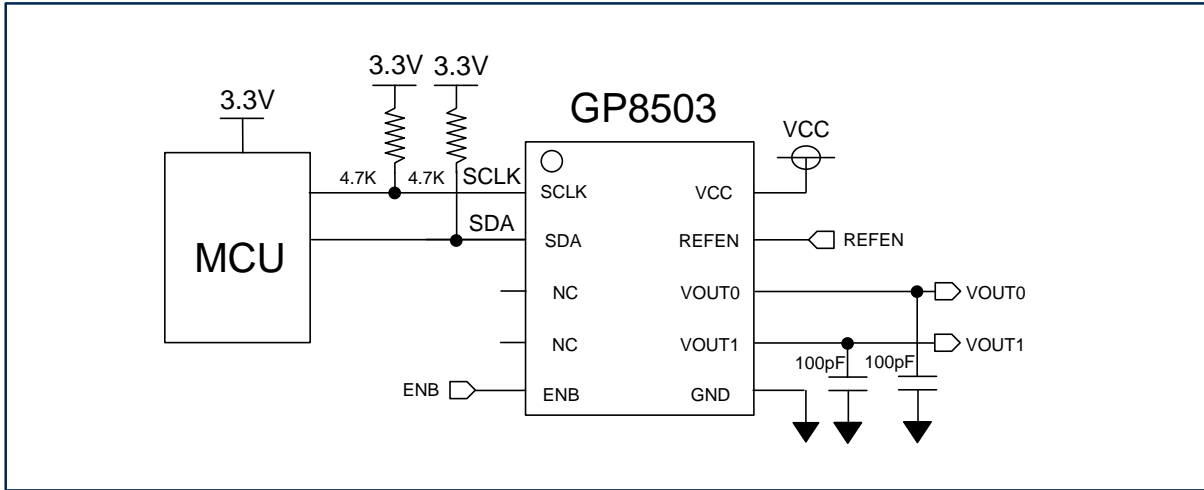 3.3V 3.3V
3.3V
GP8503
VCC
4.7K 4.7K SCLK
SCLK VCC
SDA
MCU
SDA REFEN REFEN
NC VOUT0 VOUT0
NC VOUT1 VOUT1
100pF 100pF
ENB ENB GND